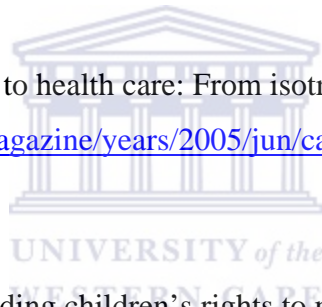 to health care: From isotr
agazine/years/2005/jun/ca
UNIVERSITY of the
WESTERN CAPE
ding children's rights to